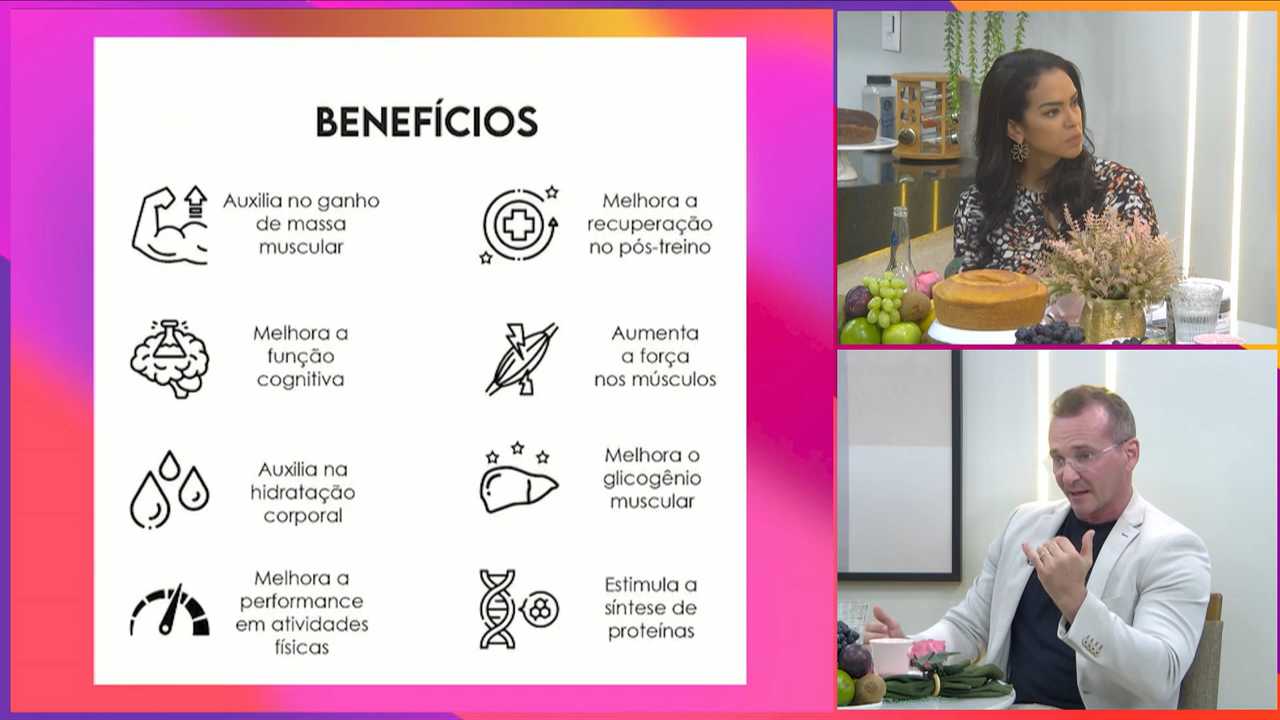 BENEFÍCIOS
Auxilia no ganho
de massa
muscular
Melhora a
recuperação
no pós-treino
Melhora a
função
cognitiva
Aumenta
a força
nos músculos
Auxilia na
hidratação
corporal
Melhora o
glicogênio
muscular
Melhora a
performance
em atividades
físicas
Estimula a
síntese de
proteínas